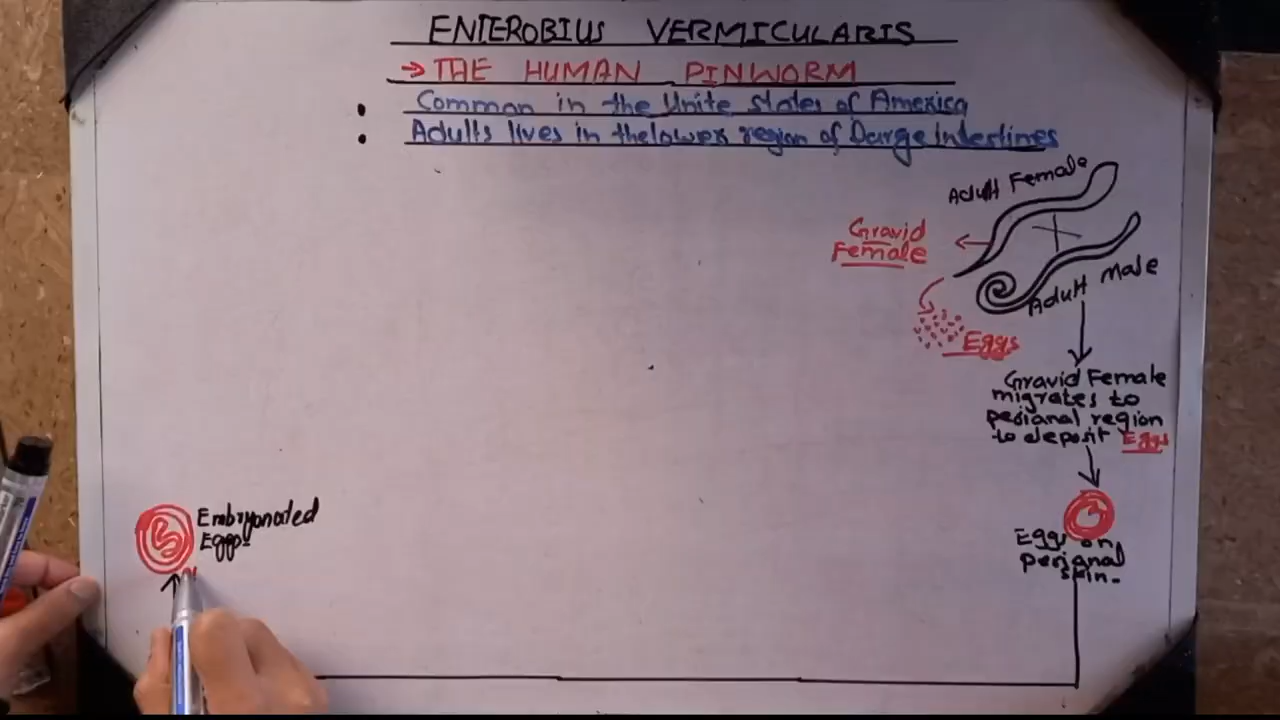 ENTEROBIUS VERMICULARIS
→ THE HUMAN PINWORM
• Common in the Unite states of America
• Adults lives in the lower region of Large Intestines
Adult Female
Gravid
Female
Adult Male
Eggs
Gravid Female
migrates to
perianal region
to deposit Eggs
Embryonated
Eggs
Eggs on
perianal
skin.